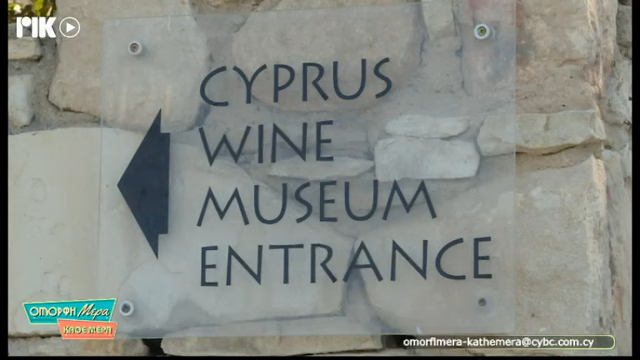 ΡΙΚ
CYPRUS
WINE
MUSEUM
ENTRANCE
ΟΜΟΡΦΗ Μέρα
ΚΑΘΕ ΜΕΡΑ
omorfimera-kathemera@cybc.com.cy